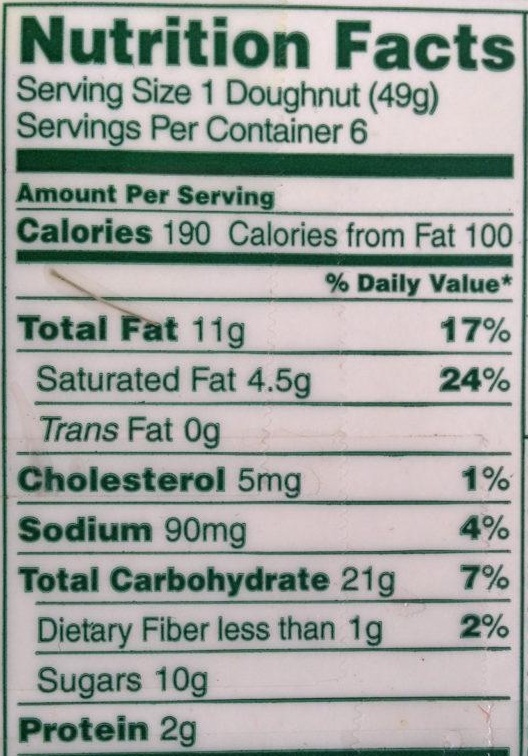 Nutrition Facts
Serving Size 1 Doughnut (49g)
Servings Per Container 6
Amount Per Serving
Calories 190 Calories from Fat 100
% Daily Value*
Total Fat 11g 17%
Saturated Fat 4.5g 24%
Trans Fat 0g
Cholesterol 5mg 1%
Sodium 90mg 4%
Total Carbohydrate 21g 7%
Dietary Fiber less than 1g 2%
Sugars 10g
Protein 2g